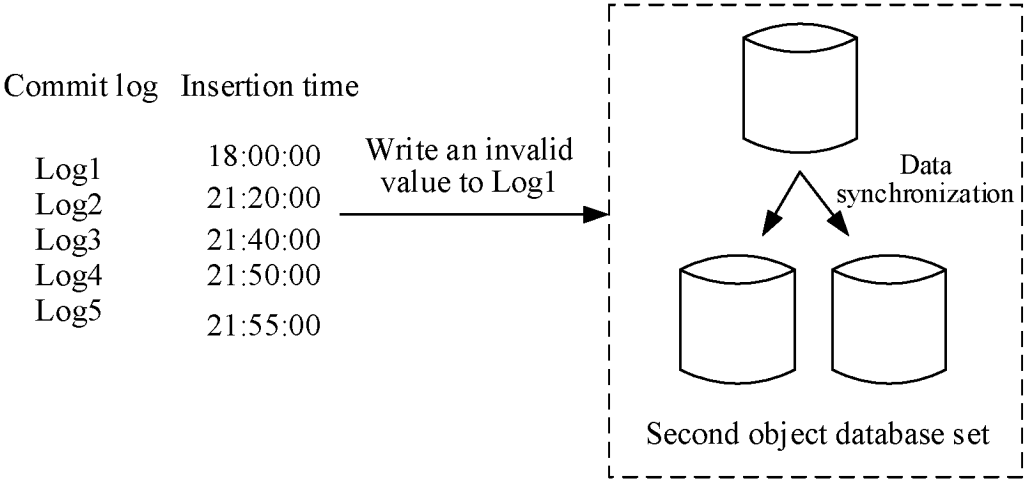 Commit log Insertion time
Log1 18:00:00
Log2 21:20:00
Log3 21:40:00
Log4 21:50:00
Log5 21:55:00
Write an invalid
value to Log1
Data
synchronization
Second object database set